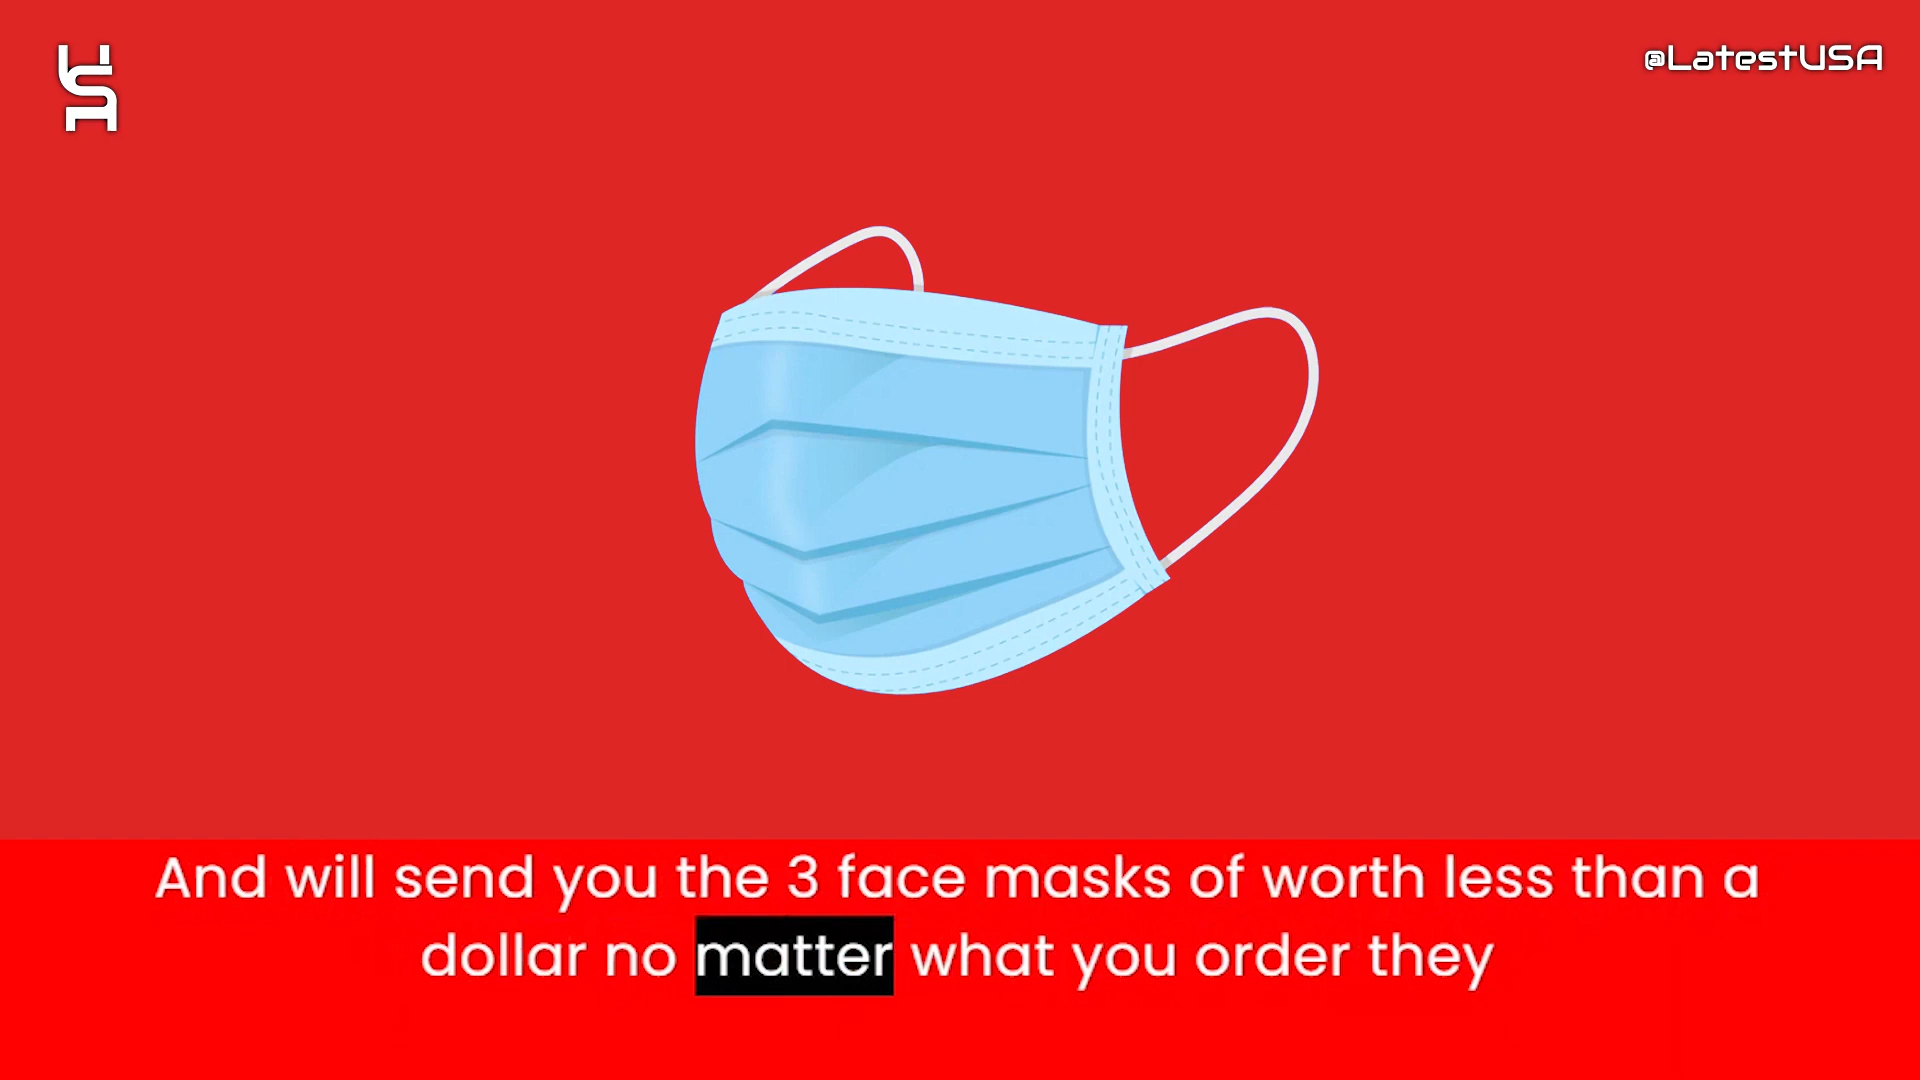 USA
@LatestUSA
And will send you the 3 face masks of worth less than a
dollar no matter what you order they